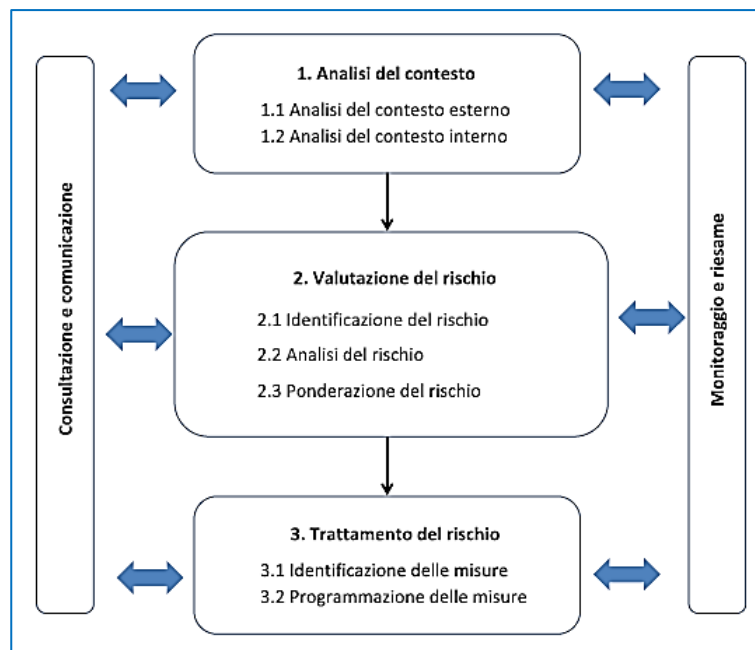 Consultazione e comunicazione
1. Analisi del contesto
1.1 Analisi del contesto esterno
1.2 Analisi del contesto interno
2. Valutazione del rischio
2.1 Identificazione del rischio
2.2 Analisi del rischio
2.3 Ponderazione del rischio
3. Trattamento del rischio
3.1 Identificazione delle misure
3.2 Programmazione delle misure
Monitoraggio e riesame